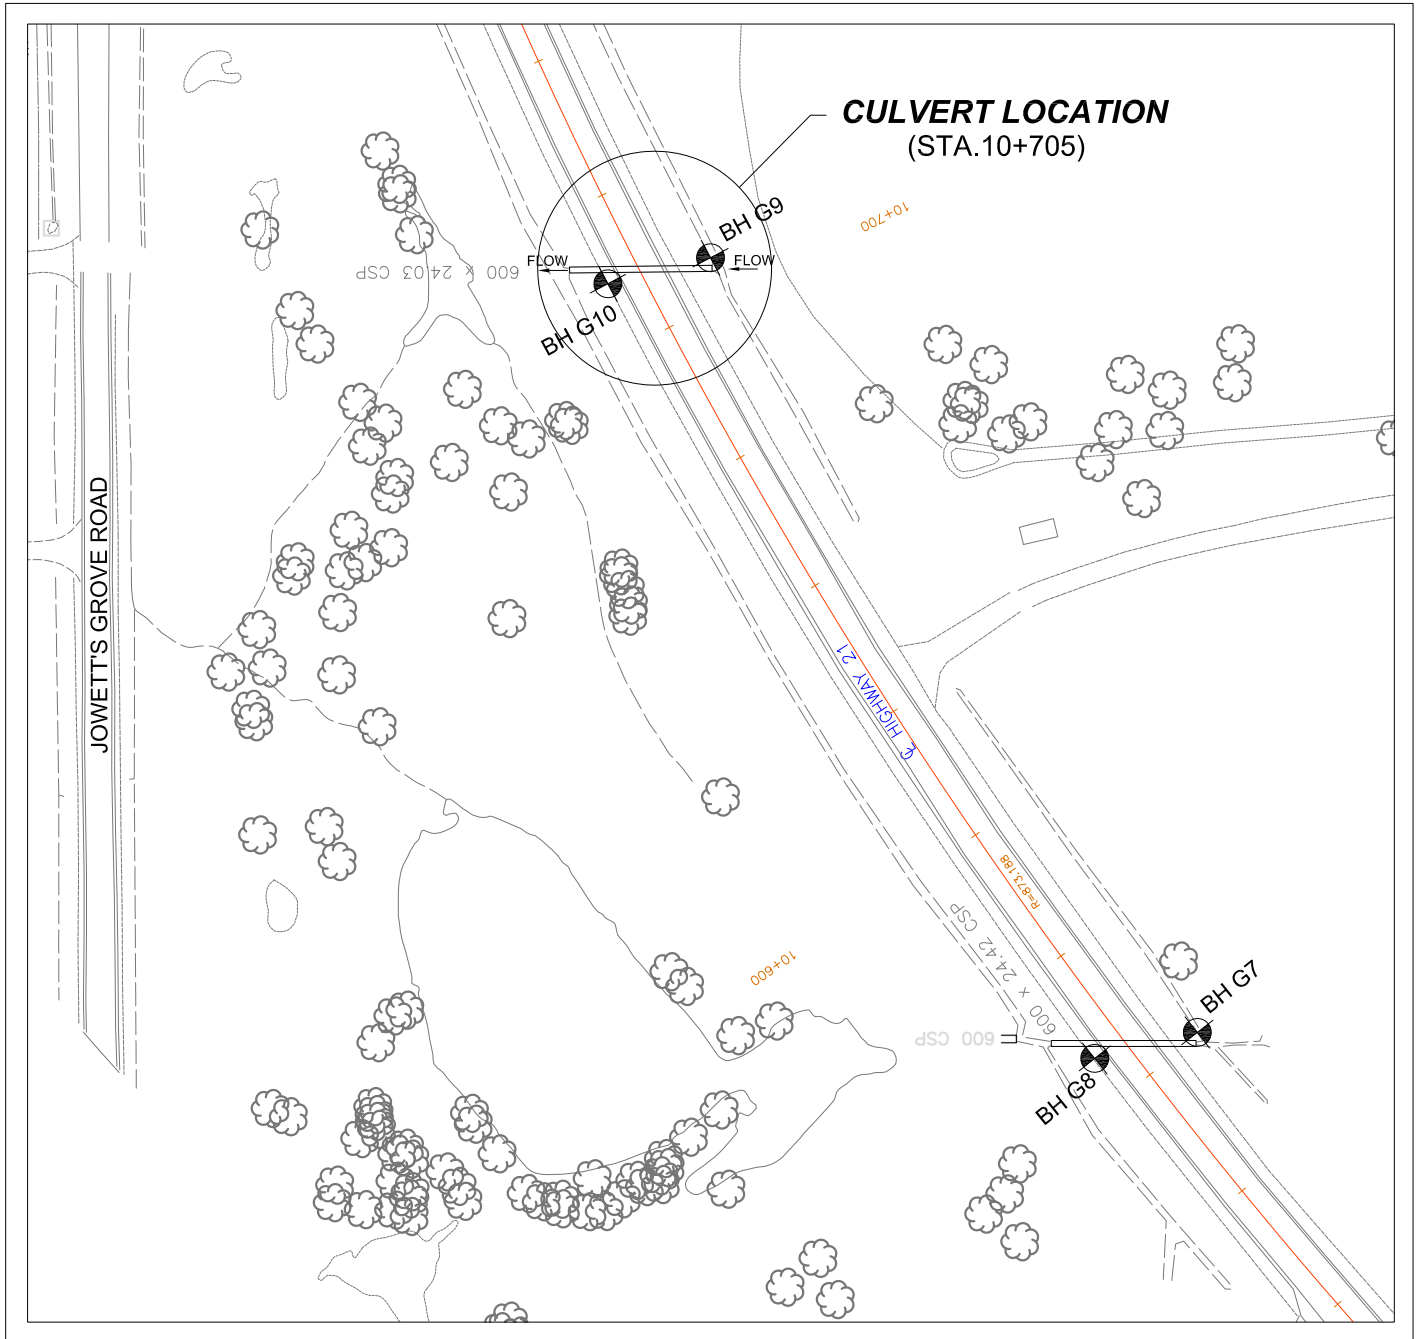 CULVERT LOCATION
(STA.10+705)
10+700
BH G9
FLOW
FLOW
600 x 24.03 CSP
BH G10
JOWETT'S GROVE ROAD
℄ HIGHWAY 21
R=873.188
600 x 24.42 CSP
10+600
BH G7
600 CSP
BH G8